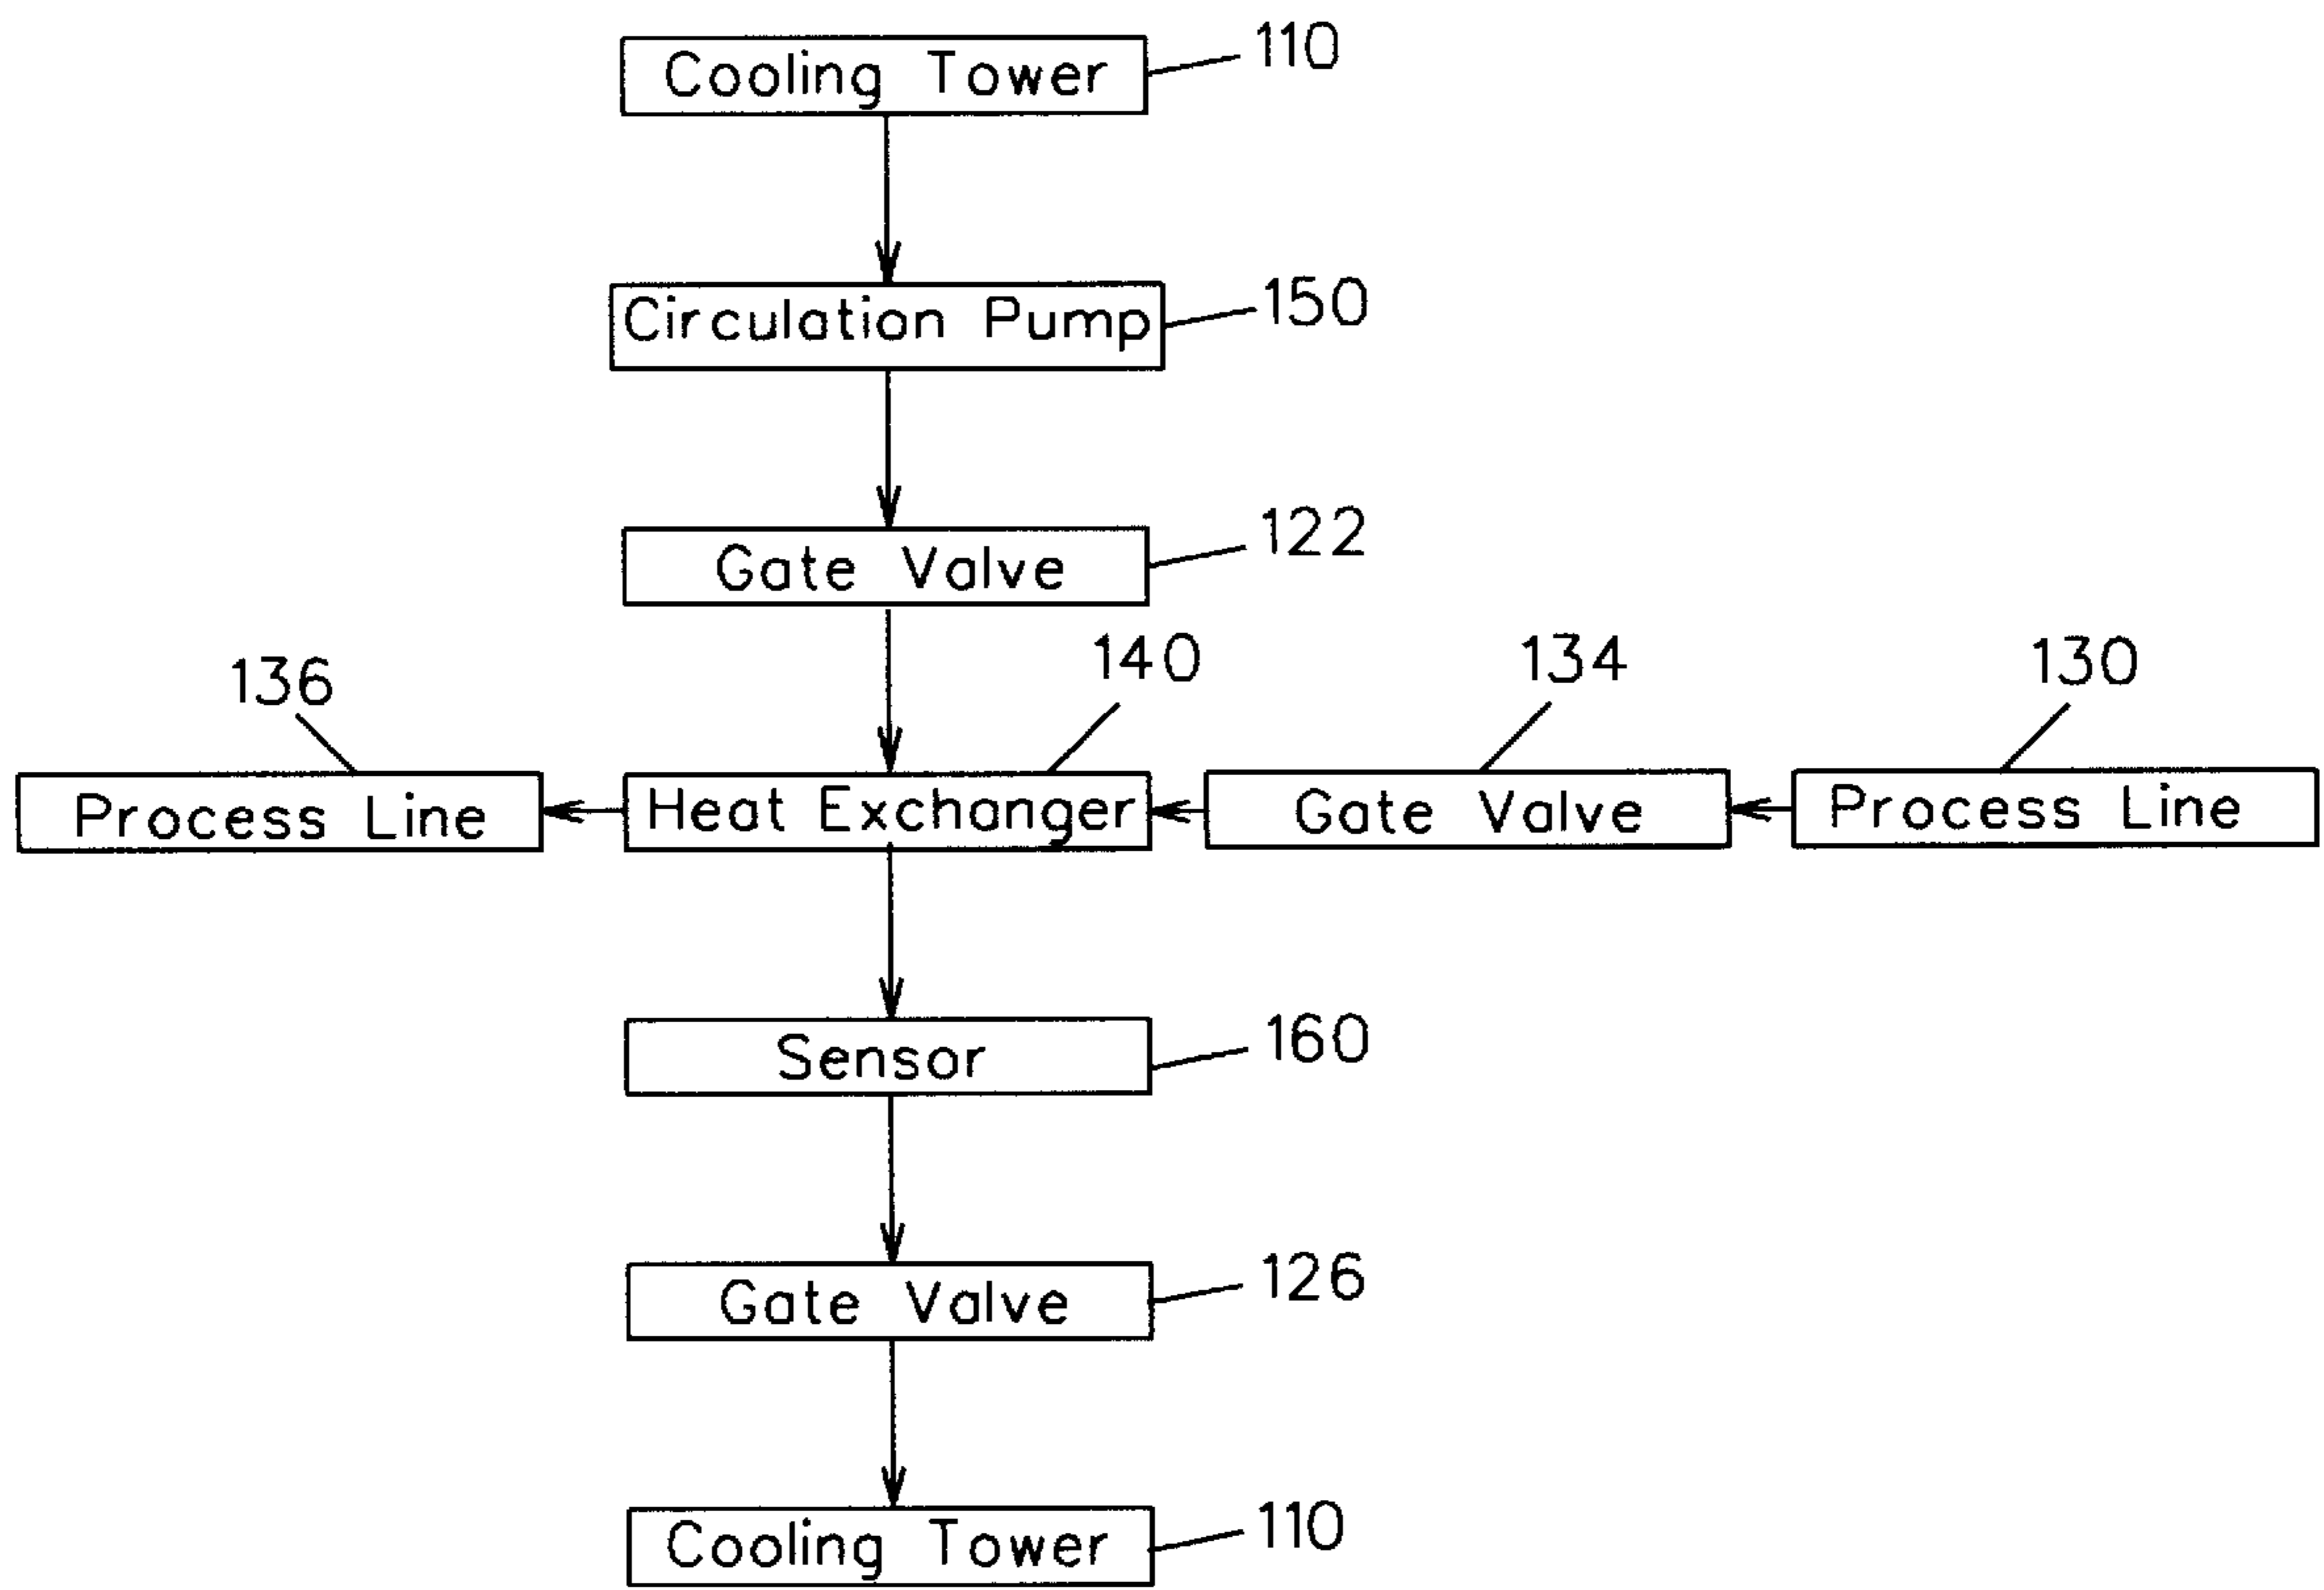 Cooling Tower
110
Circulation Pump
150
Gate Valve
122
136
140
134
130
Process Line
Heat Exchanger
Gate Valve
Process Line
Sensor
160
Gate Valve
126
Cooling Tower
110